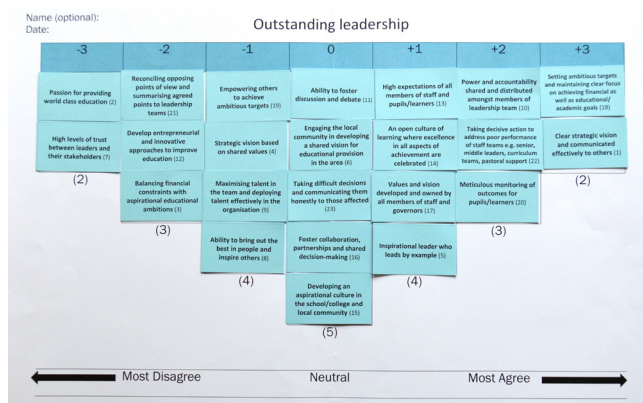 Name (optional):
Date:
Outstanding leadership
-3
-2
-1
0
+1
+2
+3
Passion for providing
world class education (2)
High levels of trust
between leaders and
their stakeholders (7)
(2)
Reconciling opposing
points of view and
summarising agreed
points to leadership
teams (21)
Develop entrepreneurial
and innovative
approaches to improve
education (12)
Balancing financial
constraints with
aspirational educational
ambitions (3)
(3)
Empowering others
to achieve
ambitious targets (19)
Strategic vision based
on shared values (4)
Maximising talent in
the team and deploying
talent effectively in the
organisation (9)
Ability to bring out the
best in people and
inspire others (8)
(4)
Ability to foster
discussion and debate (11)
Engaging the local
community in developing
a shared vision for
educational provision
in the area (6)
Taking difficult decisions
and communicating them
honestly to those affected
(23)
Foster collaboration,
partnerships and shared
decision-making (16)
Developing an
aspirational culture in
the school/college and
local community (15)
(5)
High expectations of all
members of staff and
pupils/learners (13)
An open culture of
learning where excellence
in all aspects of
achievement are
celebrated (14)
Values and vision
developed and owned by
all members of staff and
governors (17)
Inspirational leader who
leads by example (5)
(4)
Power and accountability
shared and distributed
amongst members of
leadership team (10)
Taking decisive action to
address poor performance
of staff teams e.g. senior,
middle leaders, curriculum
teams, pastoral support (22)
Meticulous monitoring of
outcomes for
pupils/learners (20)
(3)
Setting ambitious targets
and maintaining clear focus
on achieving financial as
well as educational/
academic goals (18)
Clear strategic vision and
communicated effectively
to others (1)
(2)
Most Disagree
Neutral
Most Agree